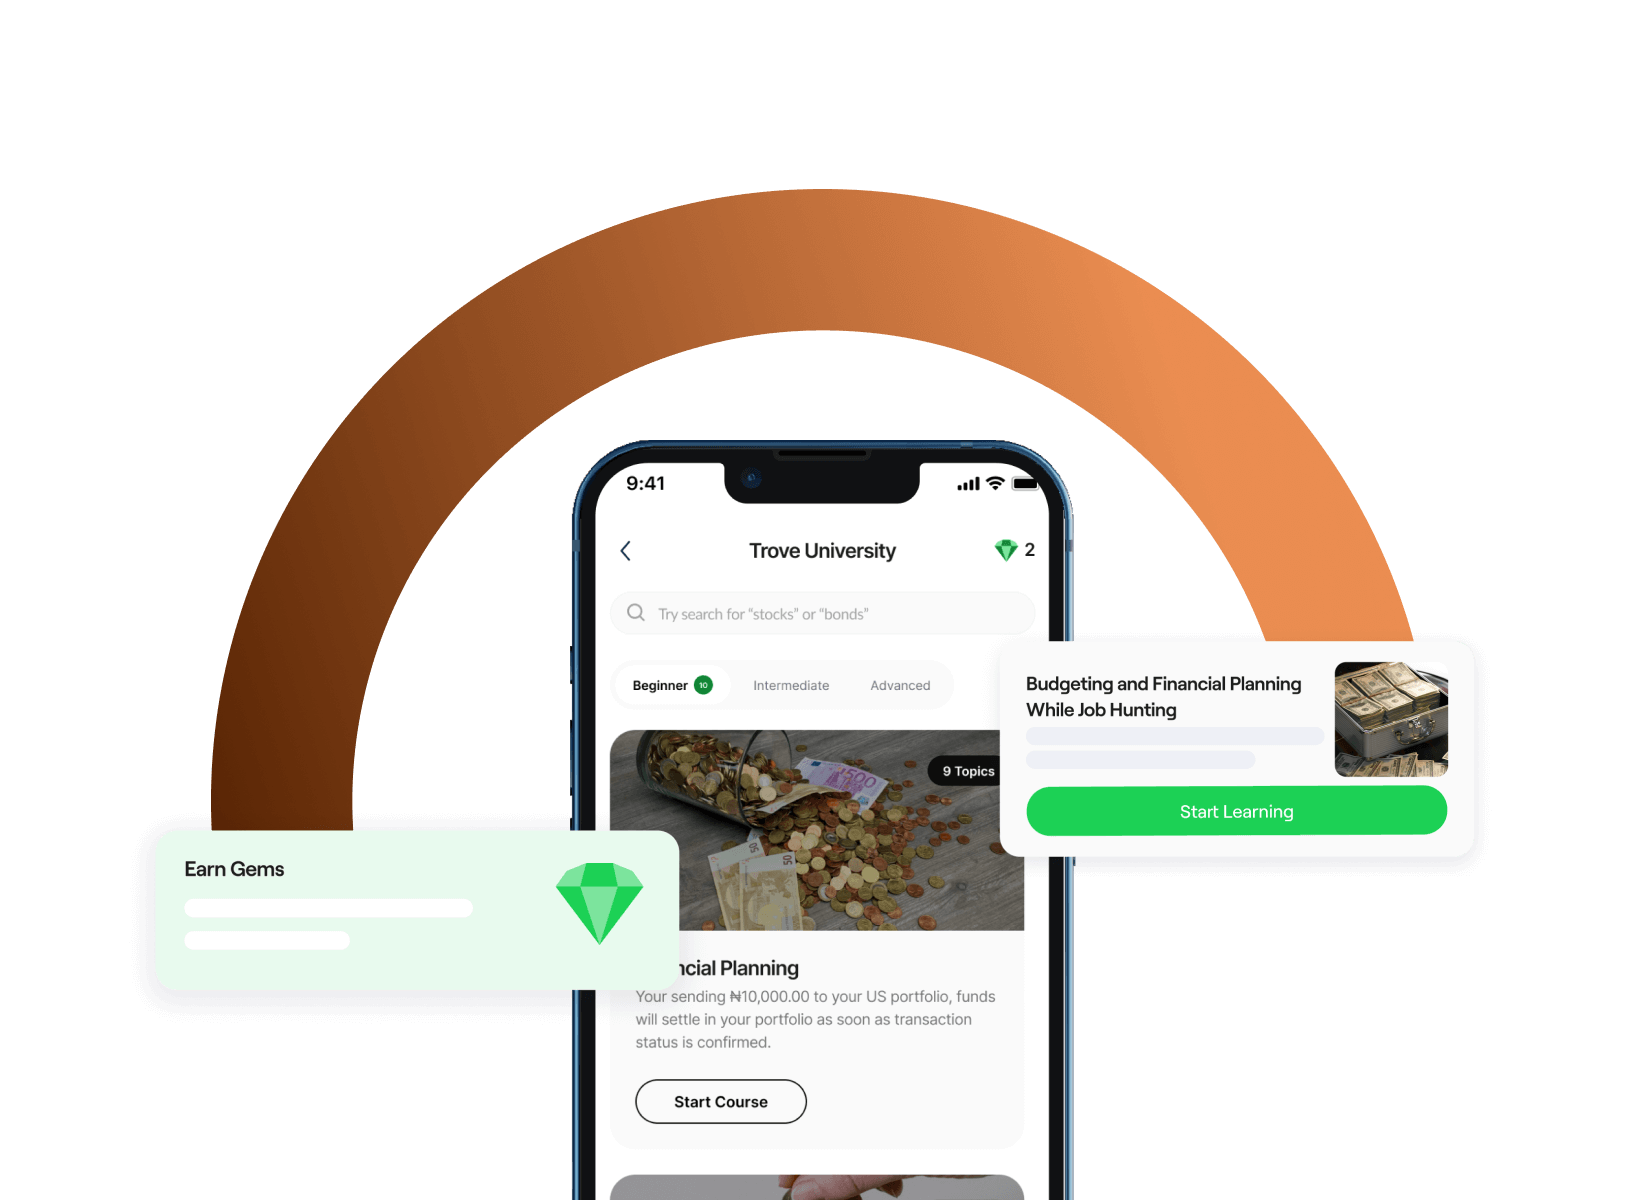 9:41
Trove University
2
Try search for “stocks” or “bonds”
Beginner 10 Intermediate Advanced
9 Topics
Budgeting and Financial Planning
While Job Hunting
Start Learning
Earn Gems
ncial Planning
Your sending ₦10,000.00 to your US portfolio, funds
will settle in your portfolio as soon as transaction
status is confirmed.
Start Course